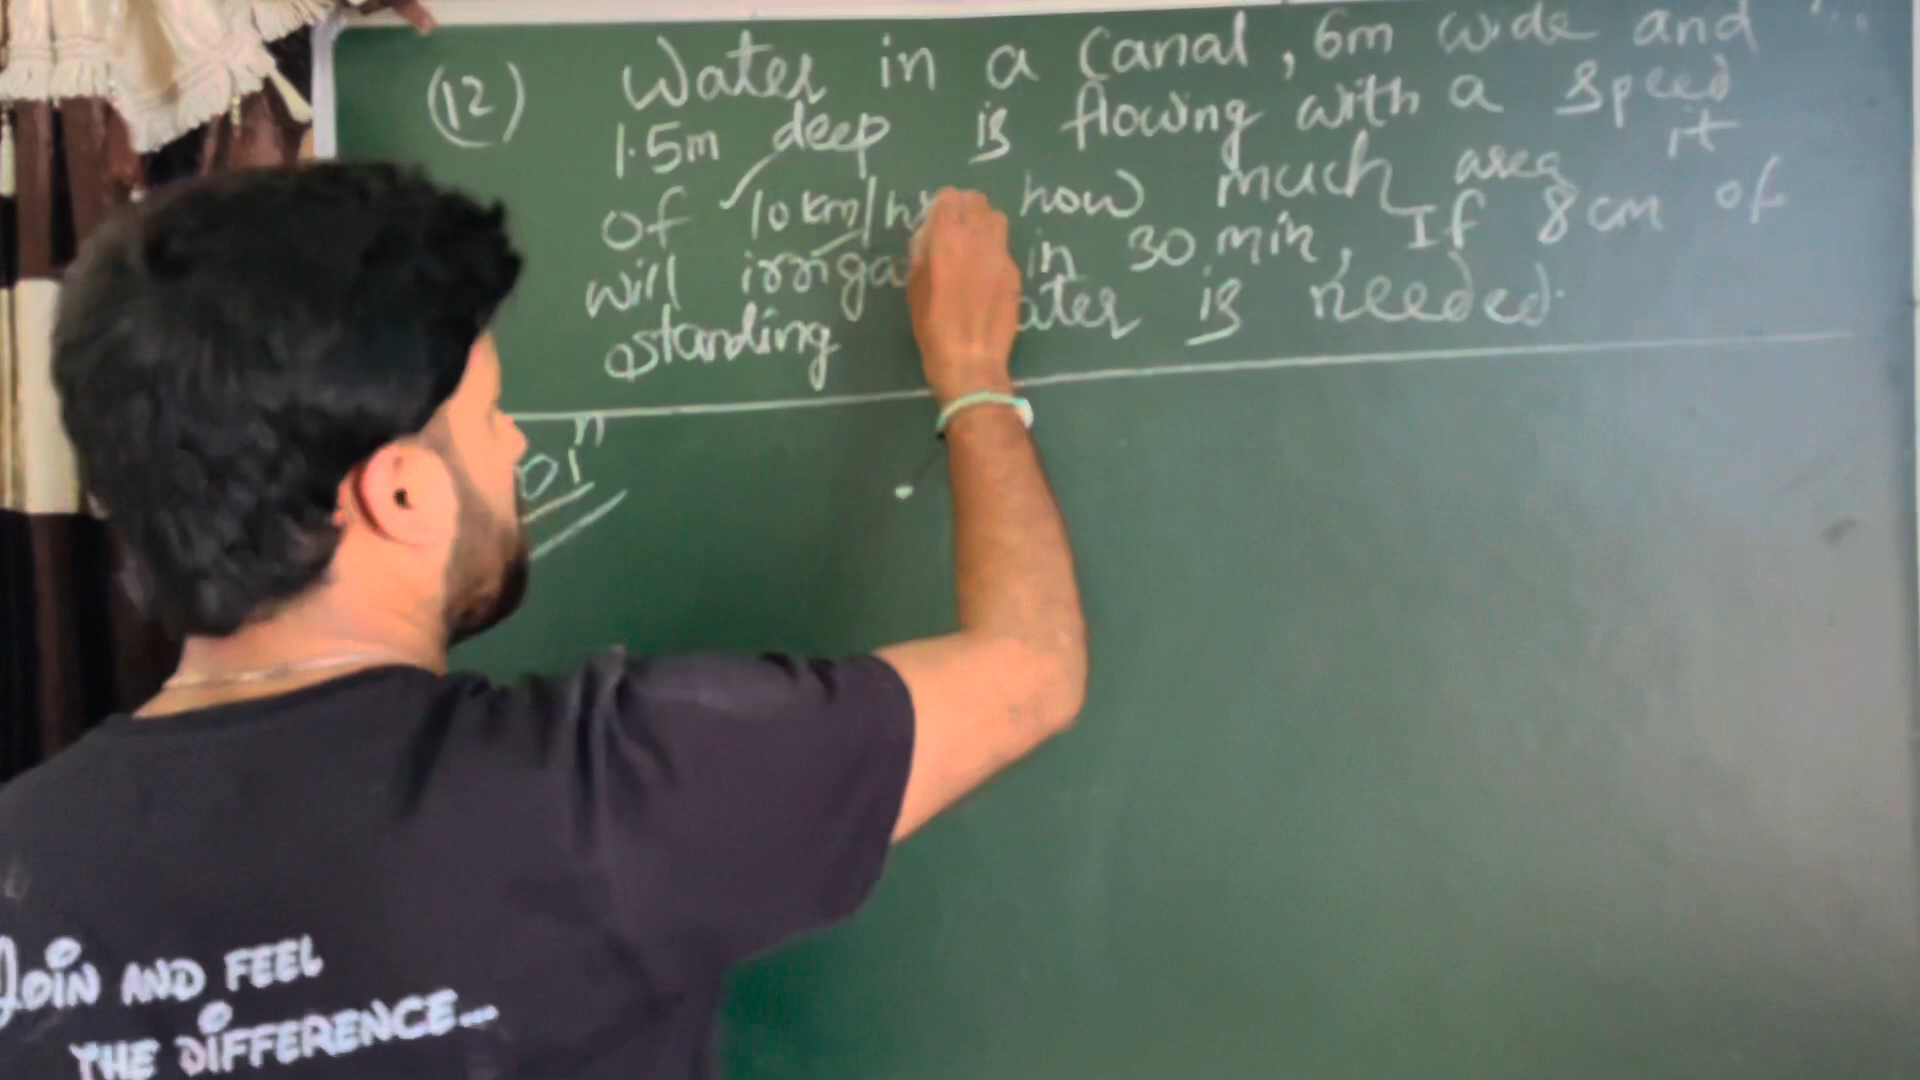 (12) Water in a Canal, 6m wide and
1.5m deep is flowing with a speed
of 10 km/hr how much area it
will irriga in 30 min, If 8 cm of
standing ater is needed.
Join AND FEEL
THE DIFFERENCE...